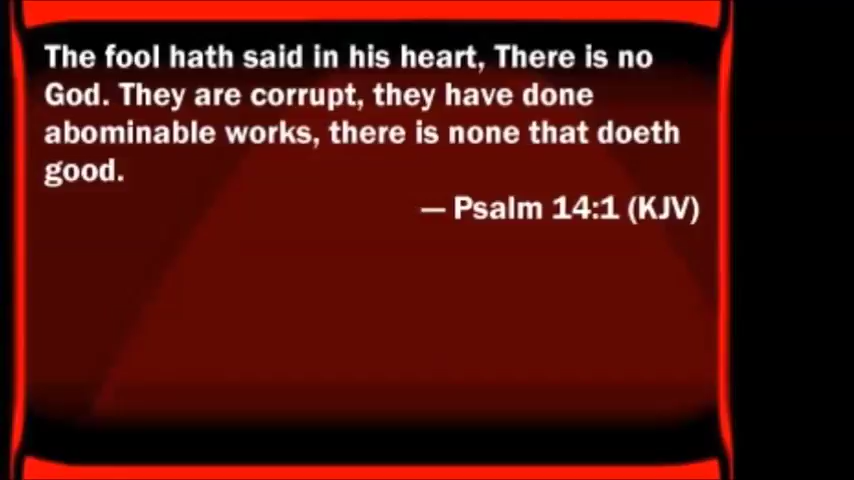 The fool hath said in his heart, There is no
God. They are corrupt, they have done
abominable works, there is none that doeth
good.
— Psalm 14:1 (KJV)